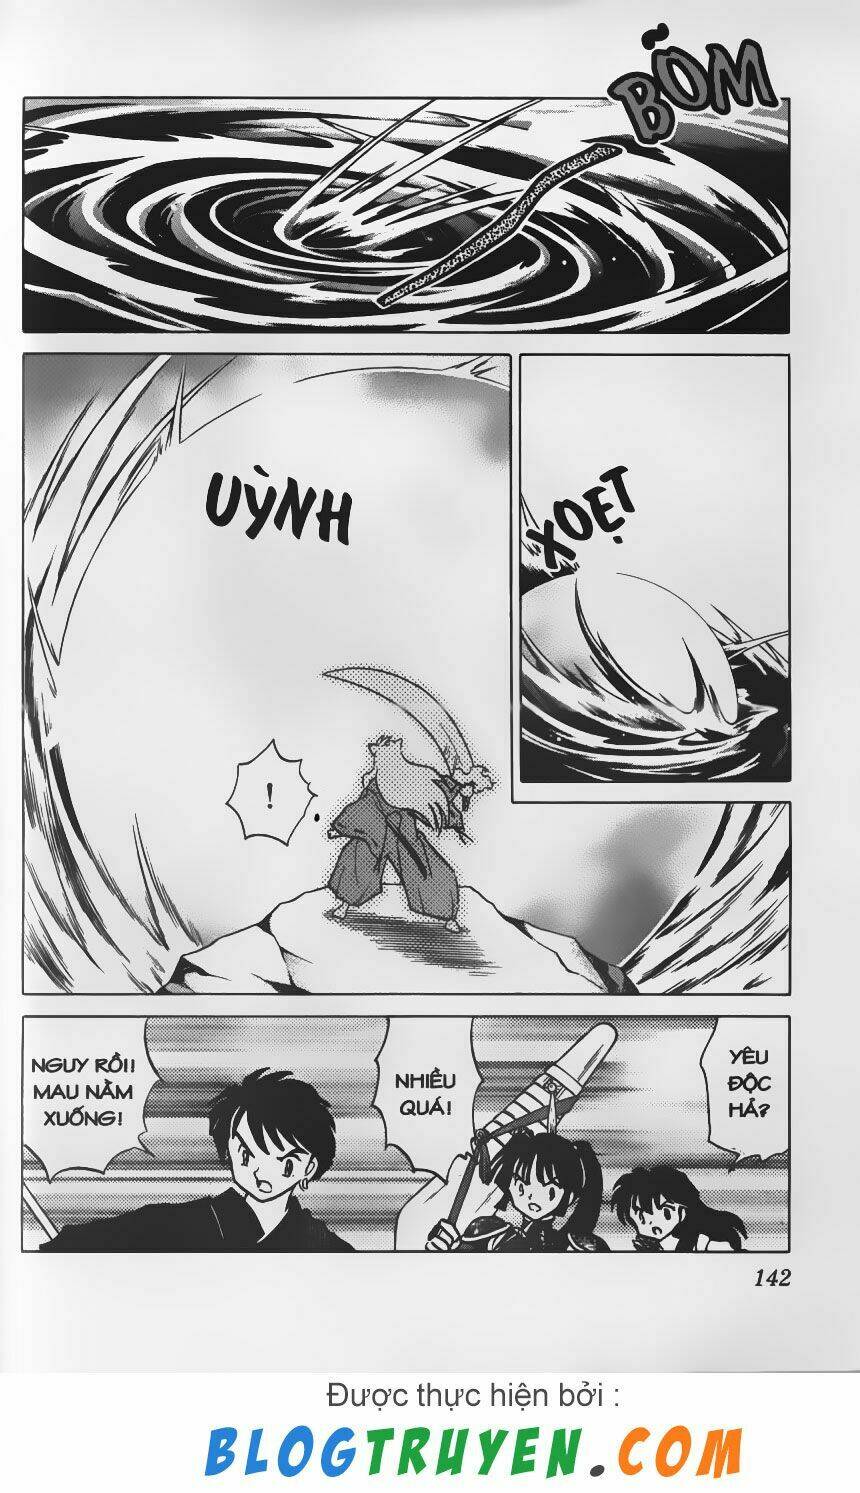 BÕM
XOẸT
UỲNH
!
YÊU
ĐỘC
HẢ?
NHIỀU
QUÁ!
NGUY RỒI!
MAU NẰM
XUỐNG!
142
Được thực hiện bởi :
BLOGTRUYEN.COM